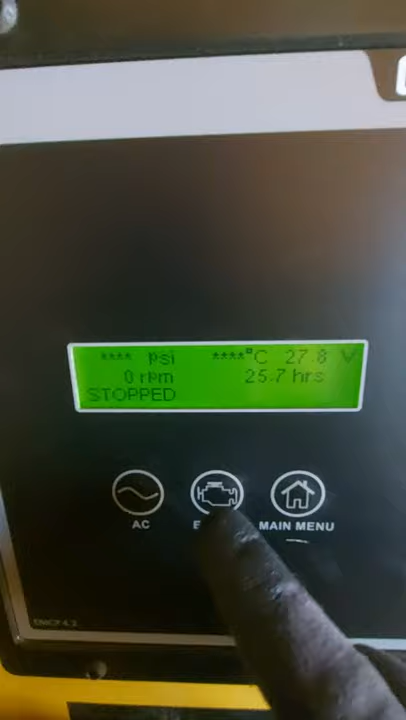 **** psi ****°C 27.8 V
0 rpm 25.7 hrs
STOPPED
AC
MAIN MENU